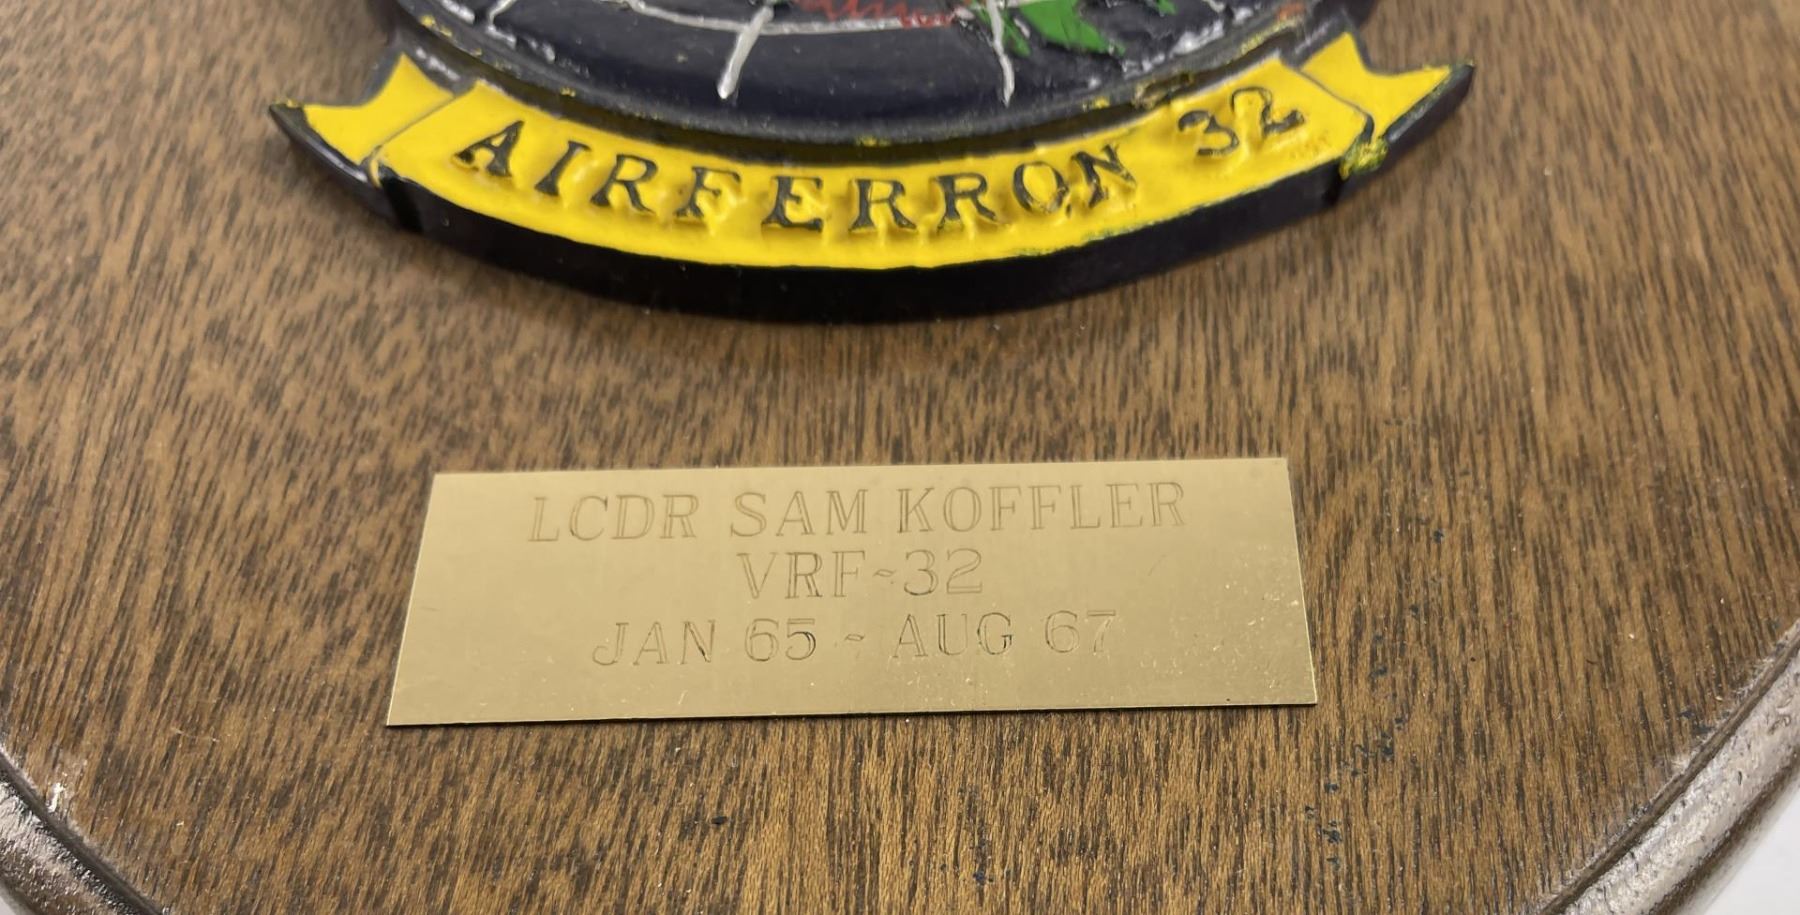 AIRFERRON 32
LCDR SAM KOFFLER
VRF-32
JAN 65 - AUG 67